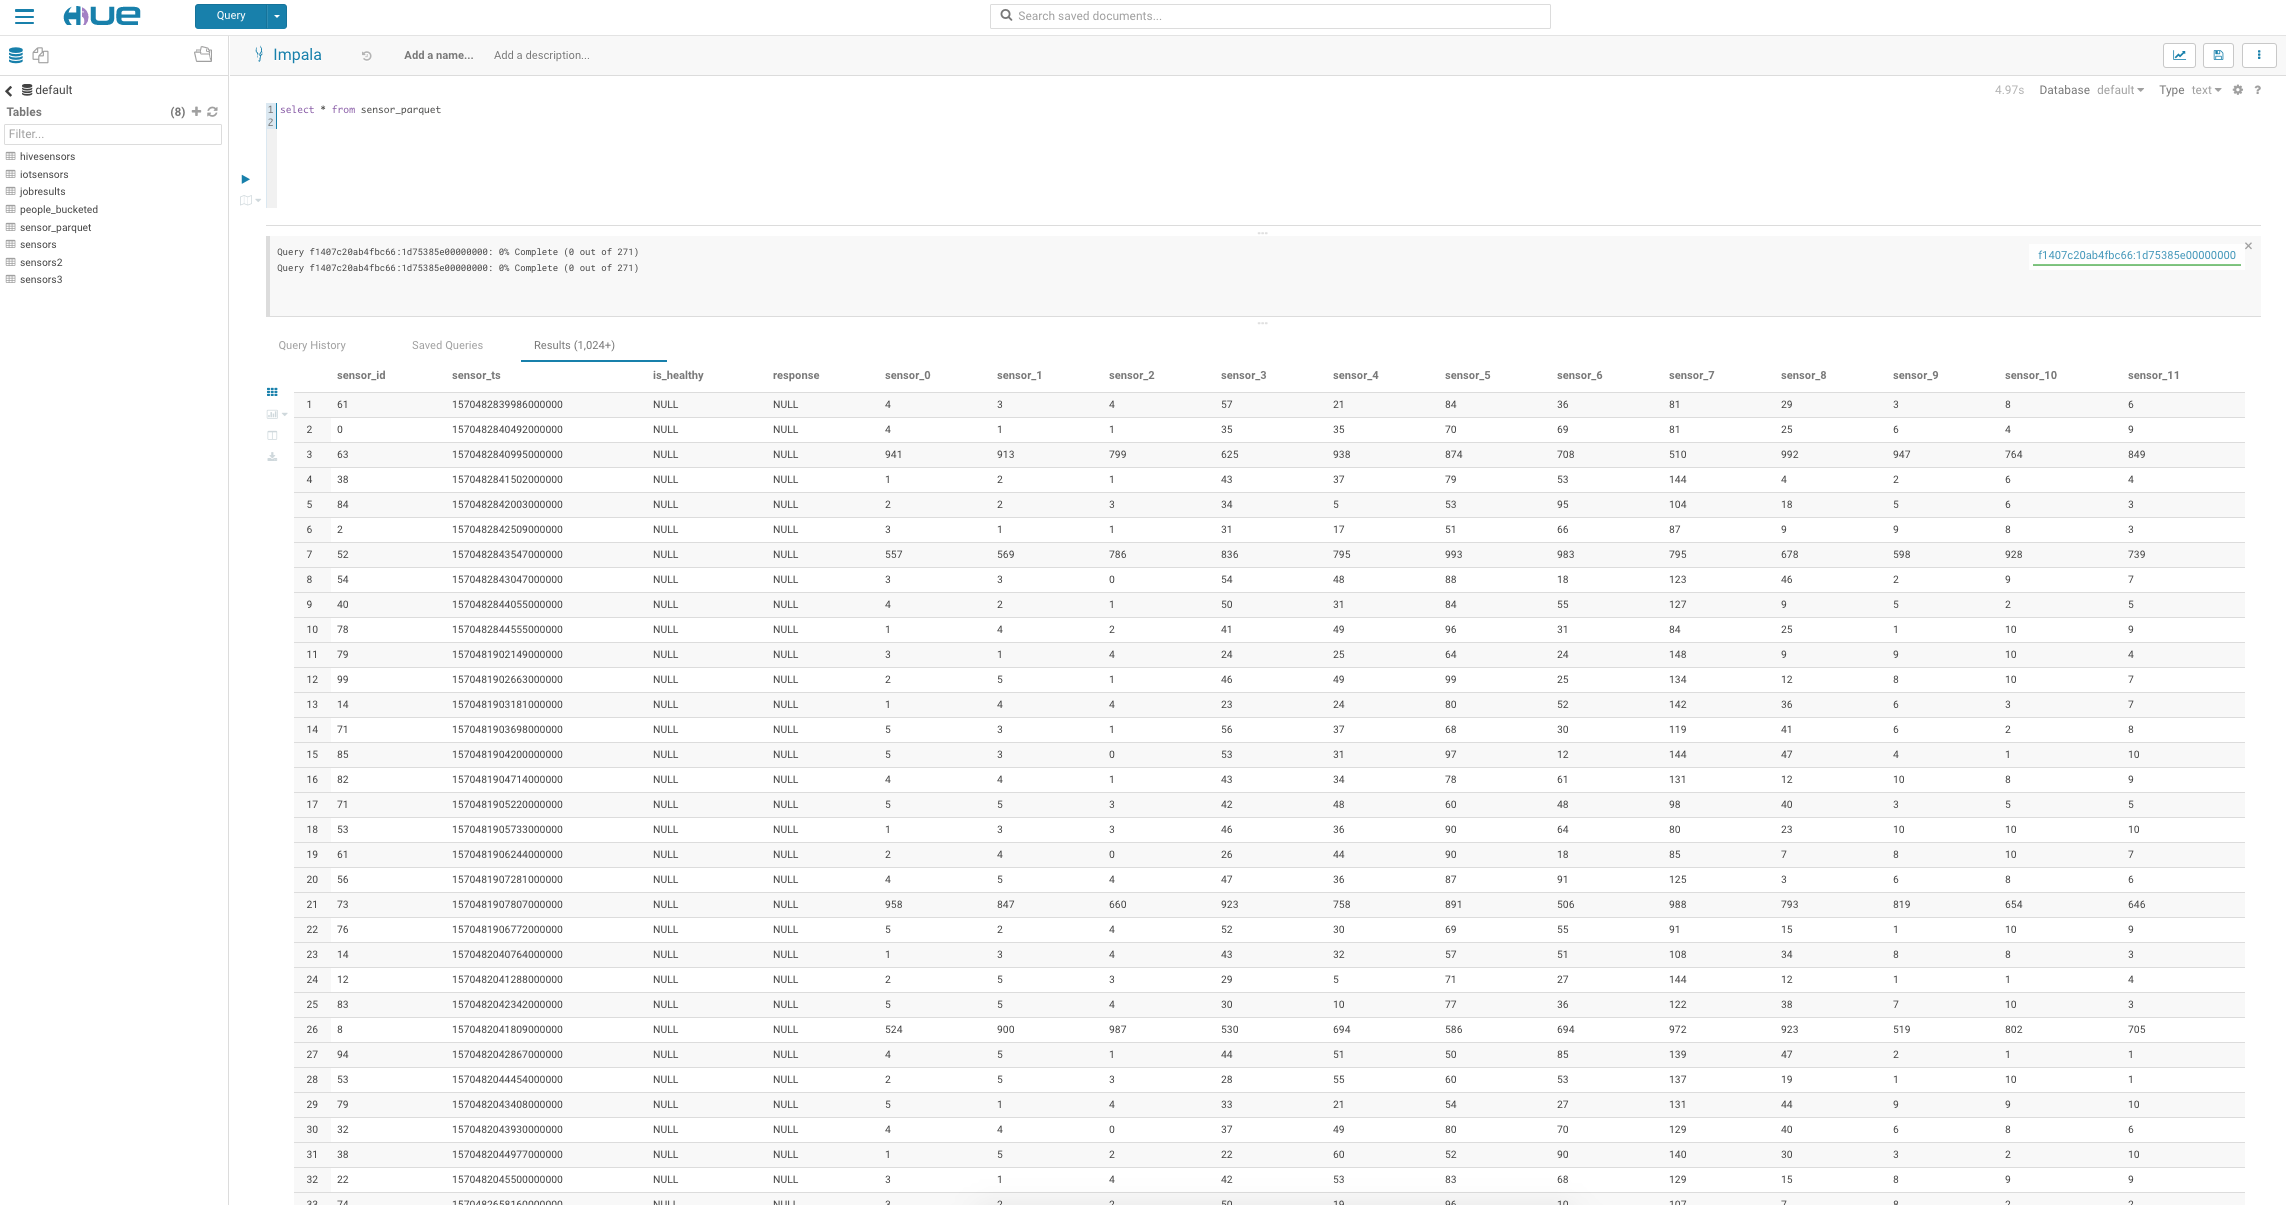 HUE Query Search saved documents...
Impala Add a name... Add a description...
default
Tables (8)
Filter...
hivesensors
iotsensors
jobresults
people_bucketed
sensor_parquet
sensors
sensors2
sensors3
4.97s Database default Type text ?
1 select * from sensor_parquet
2
Query f1407c20ab4fbc66:1d75385e00000000: 0% Complete (0 out of 271)
Query f1407c20ab4fbc66:1d75385e00000000: 0% Complete (0 out of 271)
f1407c20ab4fbc66:1d75385e00000000
Query History Saved Queries Results (1,024+)
sensor_id sensor_ts is_healthy response sensor_0 sensor_1 sensor_2 sensor_3 sensor_4 sensor_5 sensor_6 sensor_7 sensor_8 sensor_9 sensor_10 sensor_11
1 61 1570482839986000000 NULL NULL 4 3 4 57 21 84 36 81 29 3 8 6
2 0 1570482840492000000 NULL NULL 4 1 1 35 35 70 69 81 25 6 4 9
3 63 1570482840995000000 NULL NULL 941 913 799 625 938 874 708 510 992 947 764 849
4 38 1570482841502000000 NULL NULL 1 2 1 43 37 79 53 144 4 2 6 4
5 84 1570482842003000000 NULL NULL 2 2 3 34 5 53 95 104 18 5 6 3
6 2 1570482842509000000 NULL NULL 3 1 1 31 17 51 66 87 9 9 8 3
7 52 1570482843547000000 NULL NULL 557 569 786 836 795 993 983 795 678 598 928 739
8 54 1570482843047000000 NULL NULL 3 3 0 54 48 88 18 123 46 2 9 7
9 40 1570482844055000000 NULL NULL 4 2 1 50 31 84 55 127 9 5 2 5
10 78 1570482844555000000 NULL NULL 1 4 2 41 49 96 31 84 25 1 10 9
11 79 1570481902149000000 NULL NULL 3 1 4 24 25 64 24 148 9 9 10 4
12 99 1570481902663000000 NULL NULL 2 5 1 46 49 99 25 134 12 8 10 7
13 14 1570481903181000000 NULL NULL 1 4 4 23 24 80 52 142 36 6 3 7
14 71 1570481903698000000 NULL NULL 5 3 1 56 37 68 30 119 41 6 2 8
15 85 1570481904200000000 NULL NULL 5 3 0 53 31 97 12 144 47 4 1 10
16 82 1570481904714000000 NULL NULL 4 4 1 43 34 78 61 131 12 10 8 9
17 71 1570481905220000000 NULL NULL 5 5 3 42 48 60 48 98 40 3 5 5
18 53 1570481905733000000 NULL NULL 1 3 3 46 36 90 64 80 23 10 10 10
19 61 1570481906244000000 NULL NULL 2 4 0 26 44 90 18 85 7 8 10 7
20 56 1570481907281000000 NULL NULL 4 5 4 47 36 87 91 125 3 6 8 6
21 73 1570481907807000000 NULL NULL 958 847 660 923 758 891 506 988 793 819 654 646
22 76 1570481906772000000 NULL NULL 5 2 4 52 30 69 55 91 15 1 10 9
23 14 1570482040764000000 NULL NULL 1 3 4 43 32 57 51 108 34 8 8 3
24 12 1570482041288000000 NULL NULL 2 5 3 29 5 71 27 144 12 1 1 4
25 83 1570482042342000000 NULL NULL 5 5 4 30 10 77 36 122 38 7 10 3
26 8 1570482041809000000 NULL NULL 524 900 987 530 694 586 694 972 923 519 802 705
27 94 1570482042867000000 NULL NULL 4 5 1 44 51 50 85 139 47 2 1 1
28 53 1570482044454000000 NULL NULL 2 5 3 28 55 60 53 137 19 1 10 1
29 79 1570482043408000000 NULL NULL 5 1 4 33 21 54 27 131 44 9 9 10
30 32 1570482043930000000 NULL NULL 4 4 0 37 49 80 70 129 40 6 8 6
31 38 1570482044977000000 NULL NULL 1 5 2 22 60 52 90 140 30 3 2 10
32 22 1570482045500000000 NULL NULL 3 1 4 42 53 83 68 129 15 8 9 9
33 74 1570482658160000000 NULL NULL 3 2 2 50 19 96 10 107 7 8 2 2